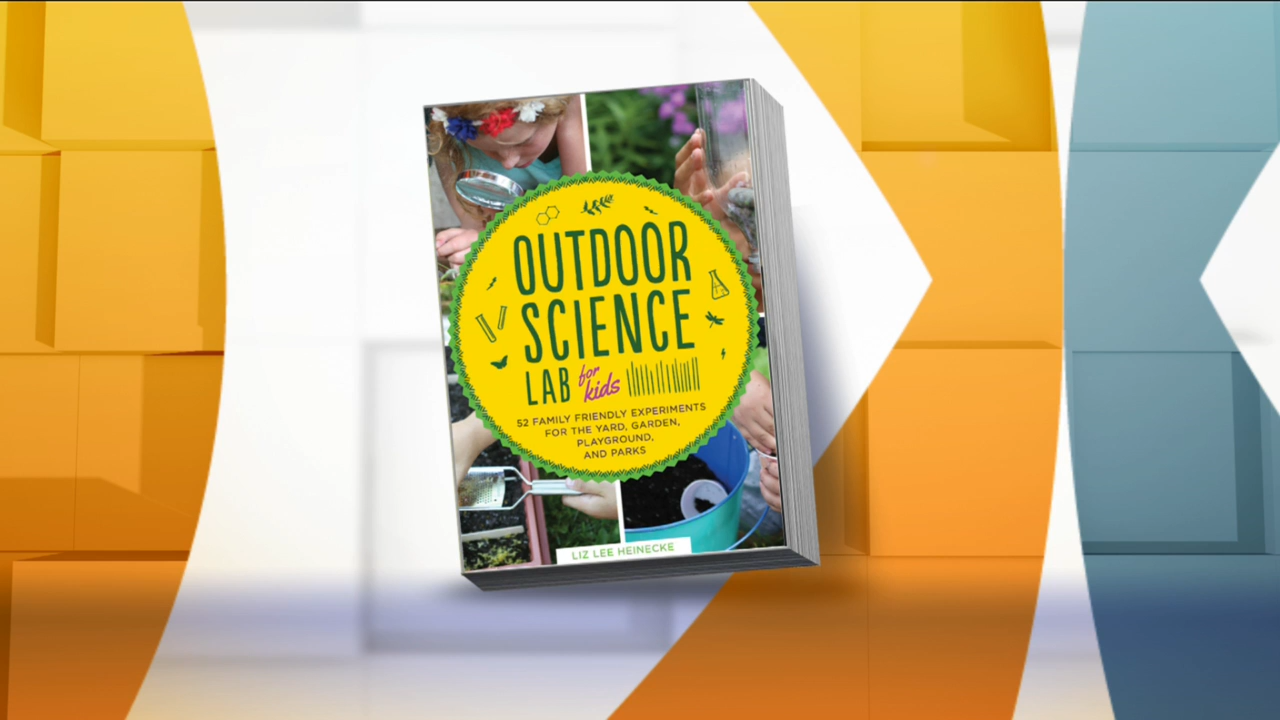 OUTDOOR
SCIENCE
LAB for kids
52 FAMILY FRIENDLY EXPERIMENTS
FOR THE YARD, GARDEN,
PLAYGROUND,
AND PARKS
LIZ LEE HEINECKE